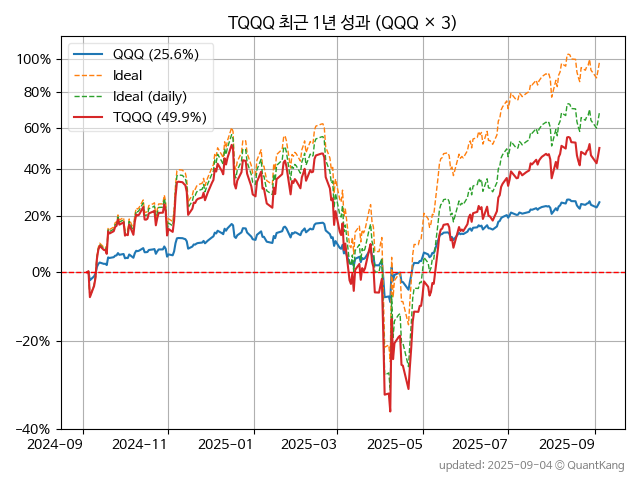 TQQQ 최근 1년 성과 (QQQ × 3)
QQQ (25.6%)
Ideal
Ideal (daily)
TQQQ (49.9%)
100%
80%
60%
40%
20%
0%
−20%
−40%
2024-09 2024-11 2025-01 2025-03 2025-05 2025-07 2025-09
updated: 2025-09-04 © QuantKang